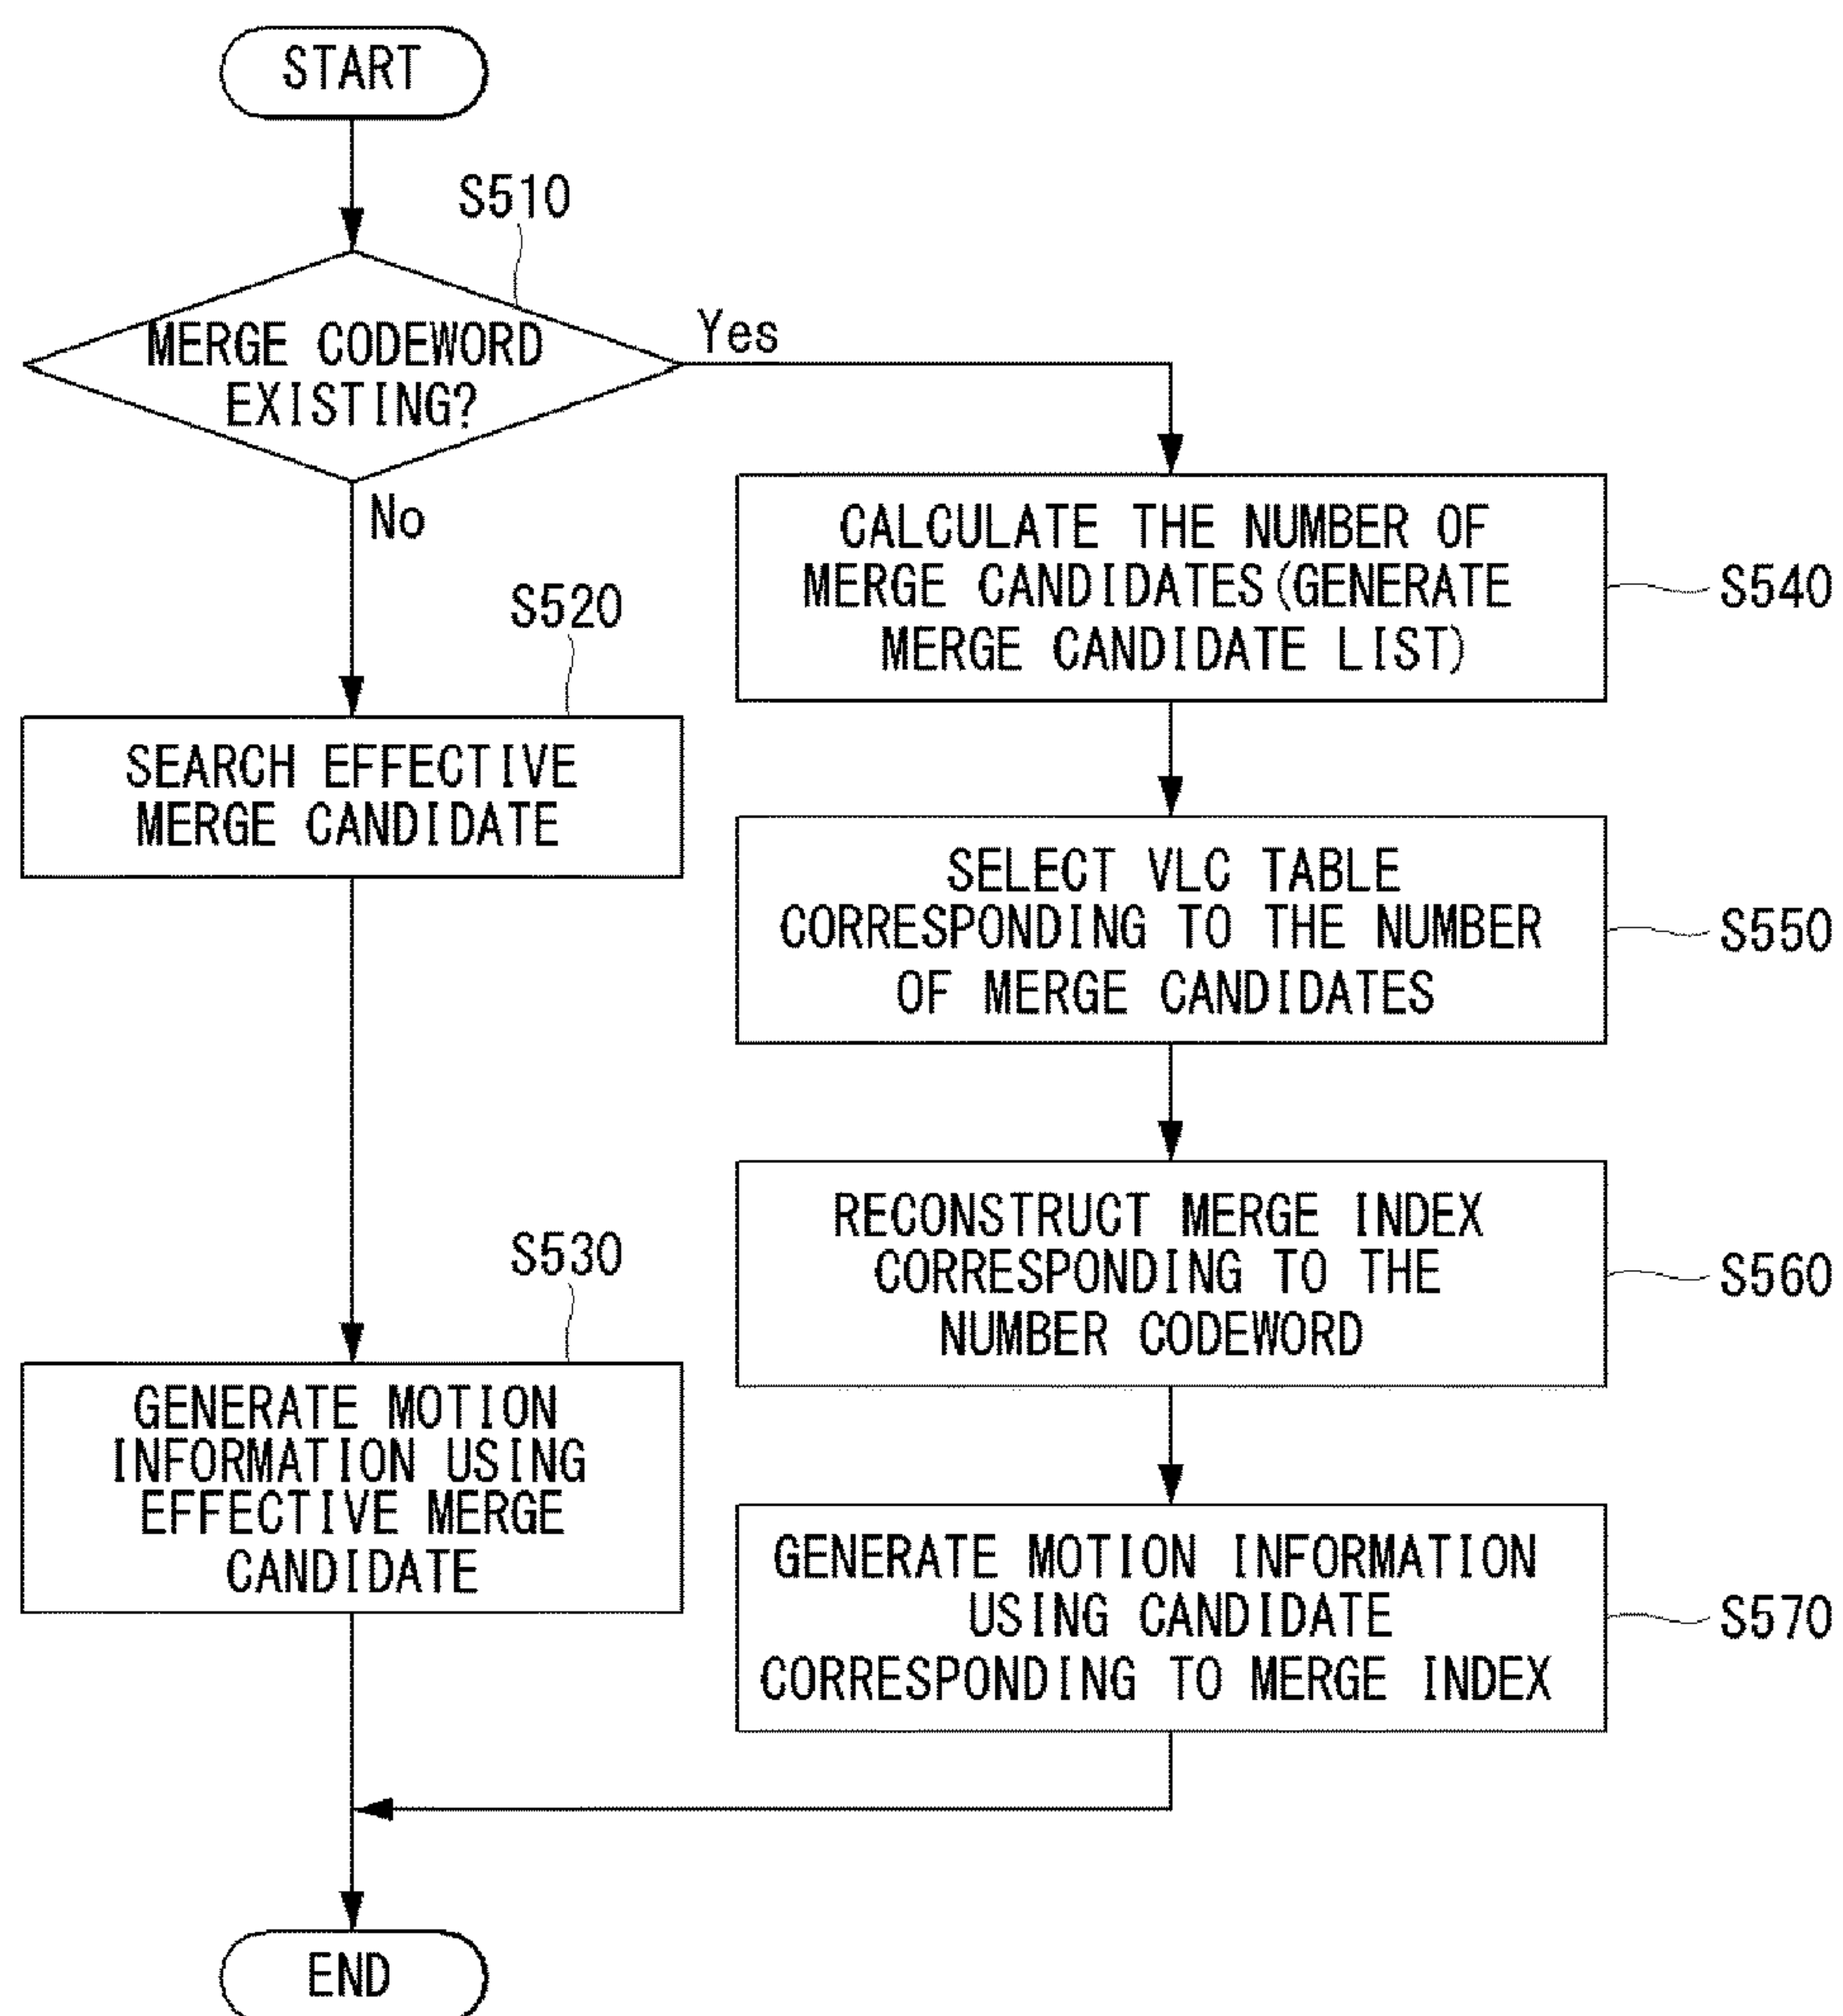 START
S510
MERGE CODEWORD
EXISTING?
Yes
No
S520
SEARCH EFFECTIVE
MERGE CANDIDATE
S530
GENERATE MOTION
INFORMATION USING
EFFECTIVE MERGE
CANDIDATE
CALCULATE THE NUMBER OF
MERGE CANDIDATES(GENERATE
MERGE CANDIDATE LIST)
S540
SELECT VLC TABLE
CORRESPONDING TO THE NUMBER
OF MERGE CANDIDATES
S550
RECONSTRUCT MERGE INDEX
CORRESPONDING TO THE
NUMBER CODEWORD
S560
GENERATE MOTION INFORMATION
USING CANDIDATE
CORRESPONDING TO MERGE INDEX
S570
END